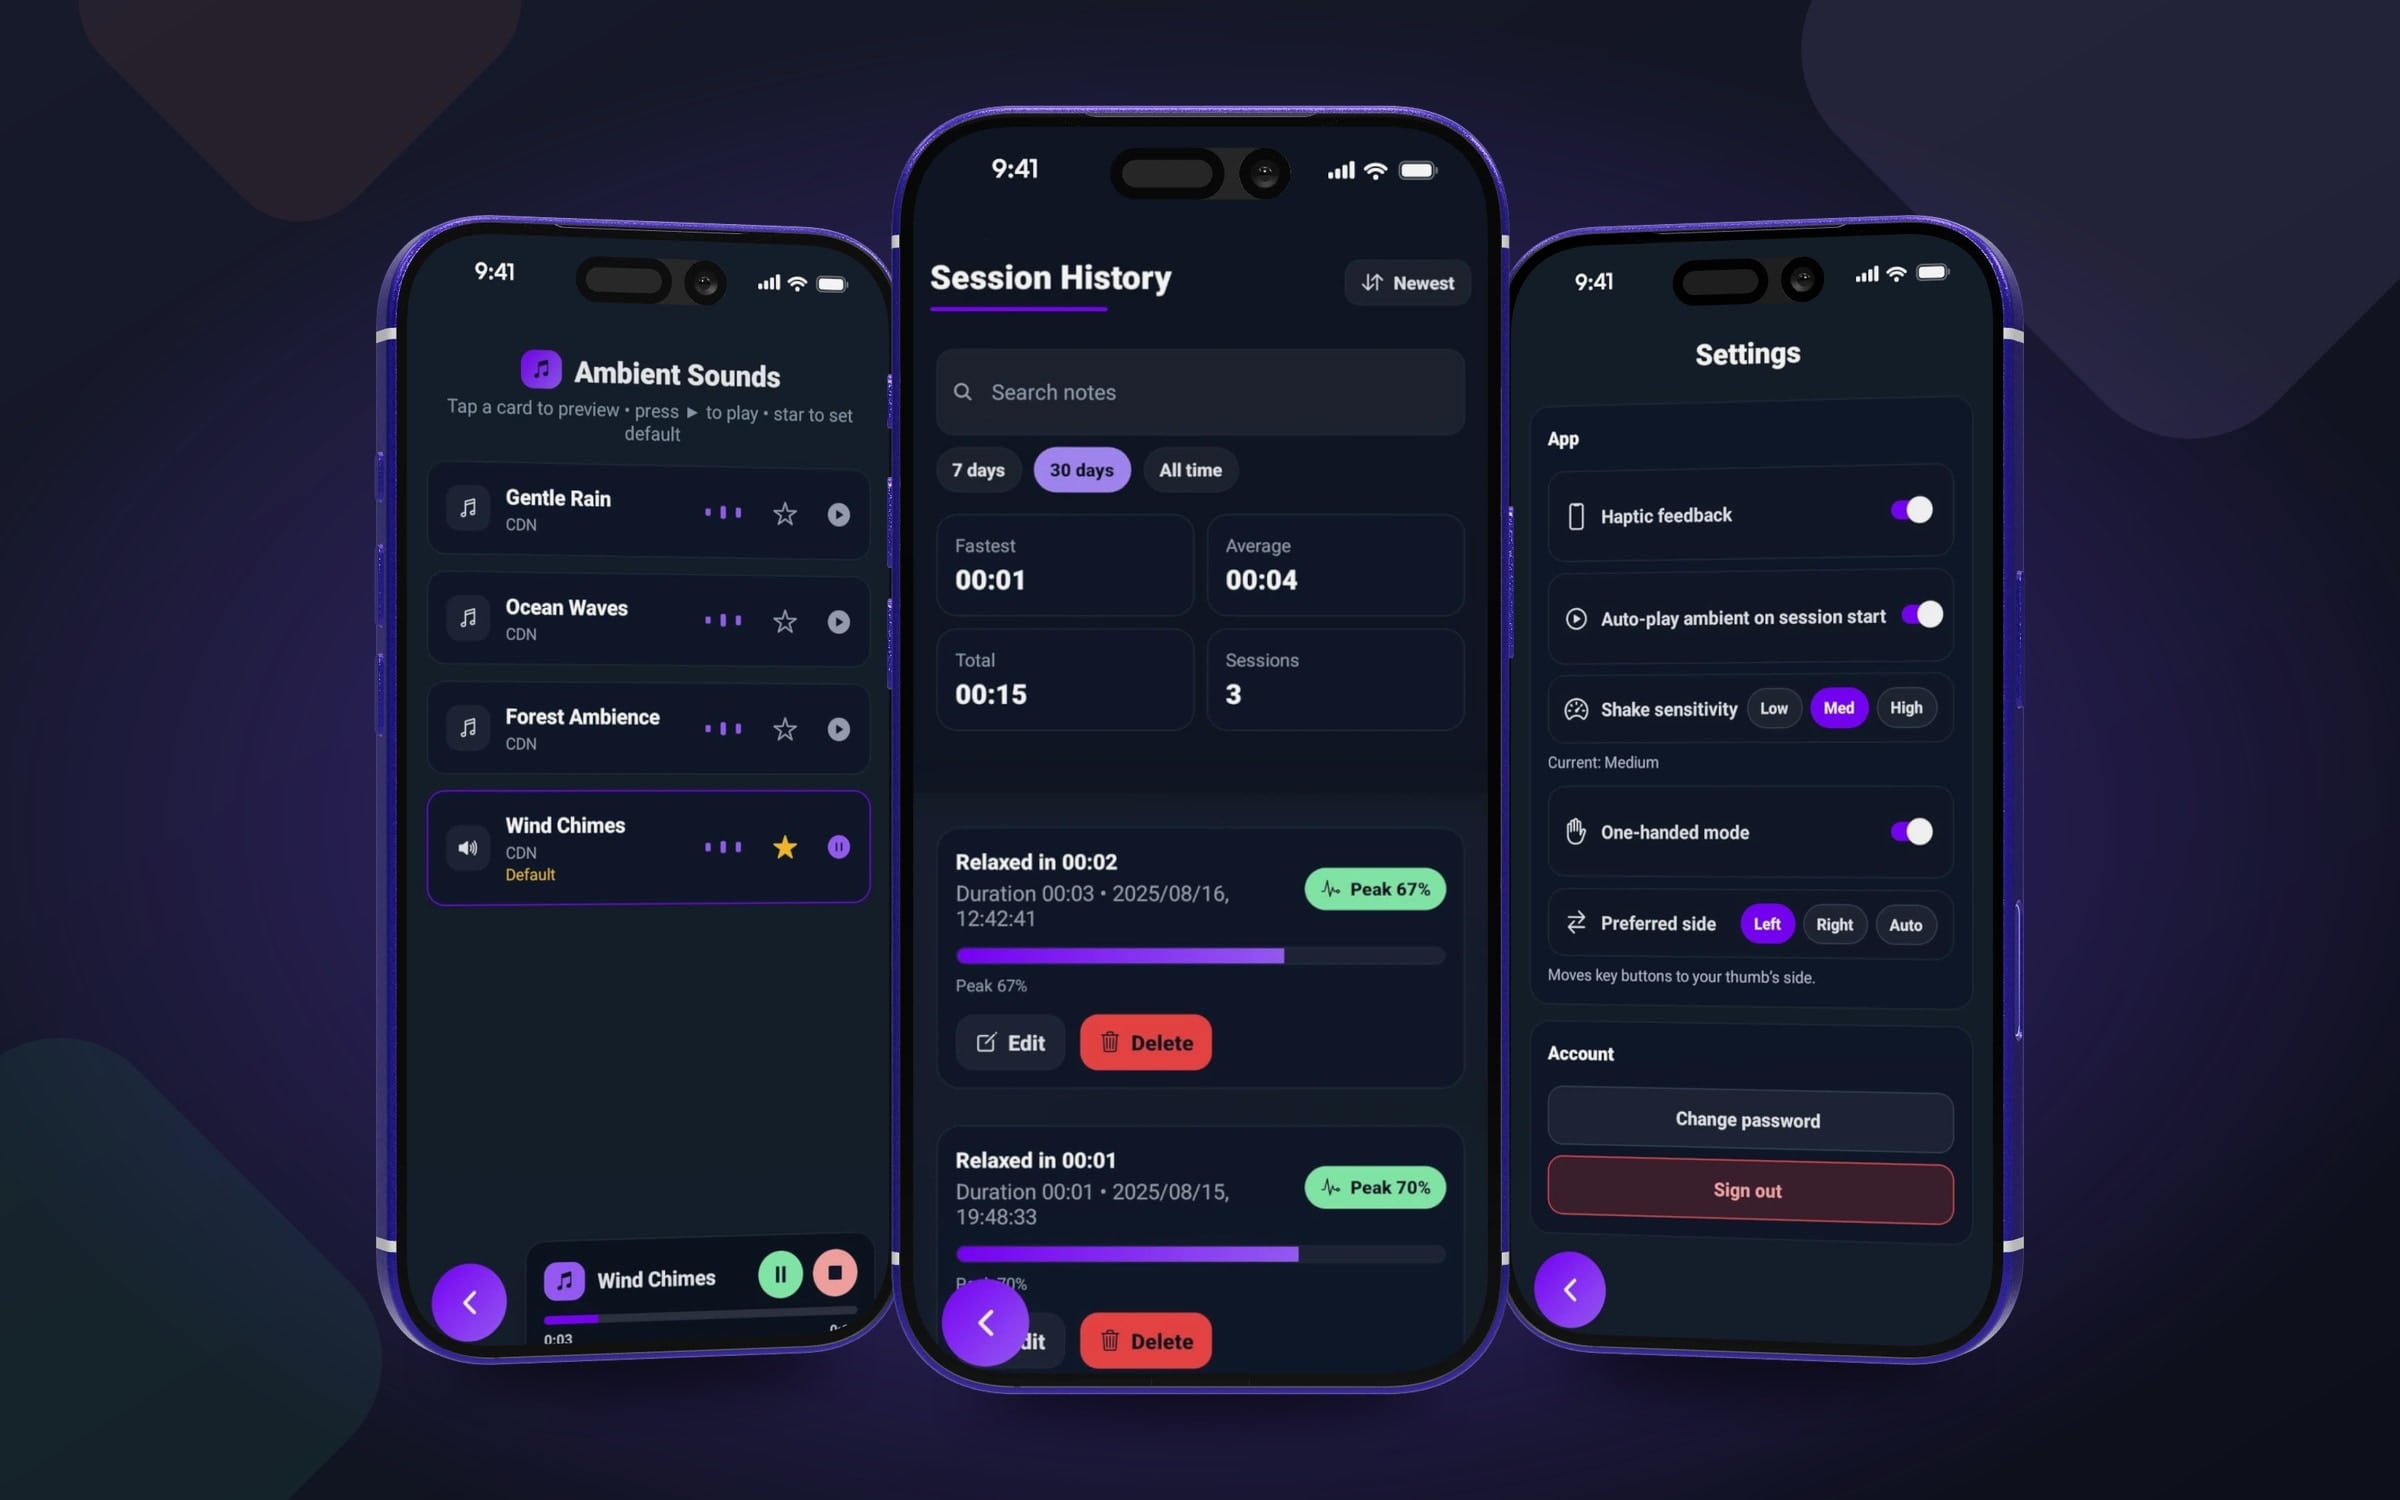 9:41
Ambient Sounds
Tap a card to preview • press ▶ to play • star to set
default
Gentle Rain
CDN
Ocean Waves
CDN
Forest Ambience
CDN
Wind Chimes
CDN
Default
Wind Chimes
0:03
9:41
Session History
Newest
Search notes
7 days
30 days
All time
Fastest
00:01
Average
00:04
Total
00:15
Sessions
3
Relaxed in 00:02
Duration 00:03 • 2025/08/16,
12:42:41
Peak 67%
Peak 67%
Edit
Delete
Relaxed in 00:01
Duration 00:01 • 2025/08/15,
19:48:33
Peak 70%
70%
dit
Delete
9:41
Settings
App
Haptic feedback
Auto-play ambient on session start
Shake sensitivity
Low
Med
High
Current: Medium
One-handed mode
Preferred side
Left
Right
Auto
Moves key buttons to your thumb's side.
Account
Change password
Sign out